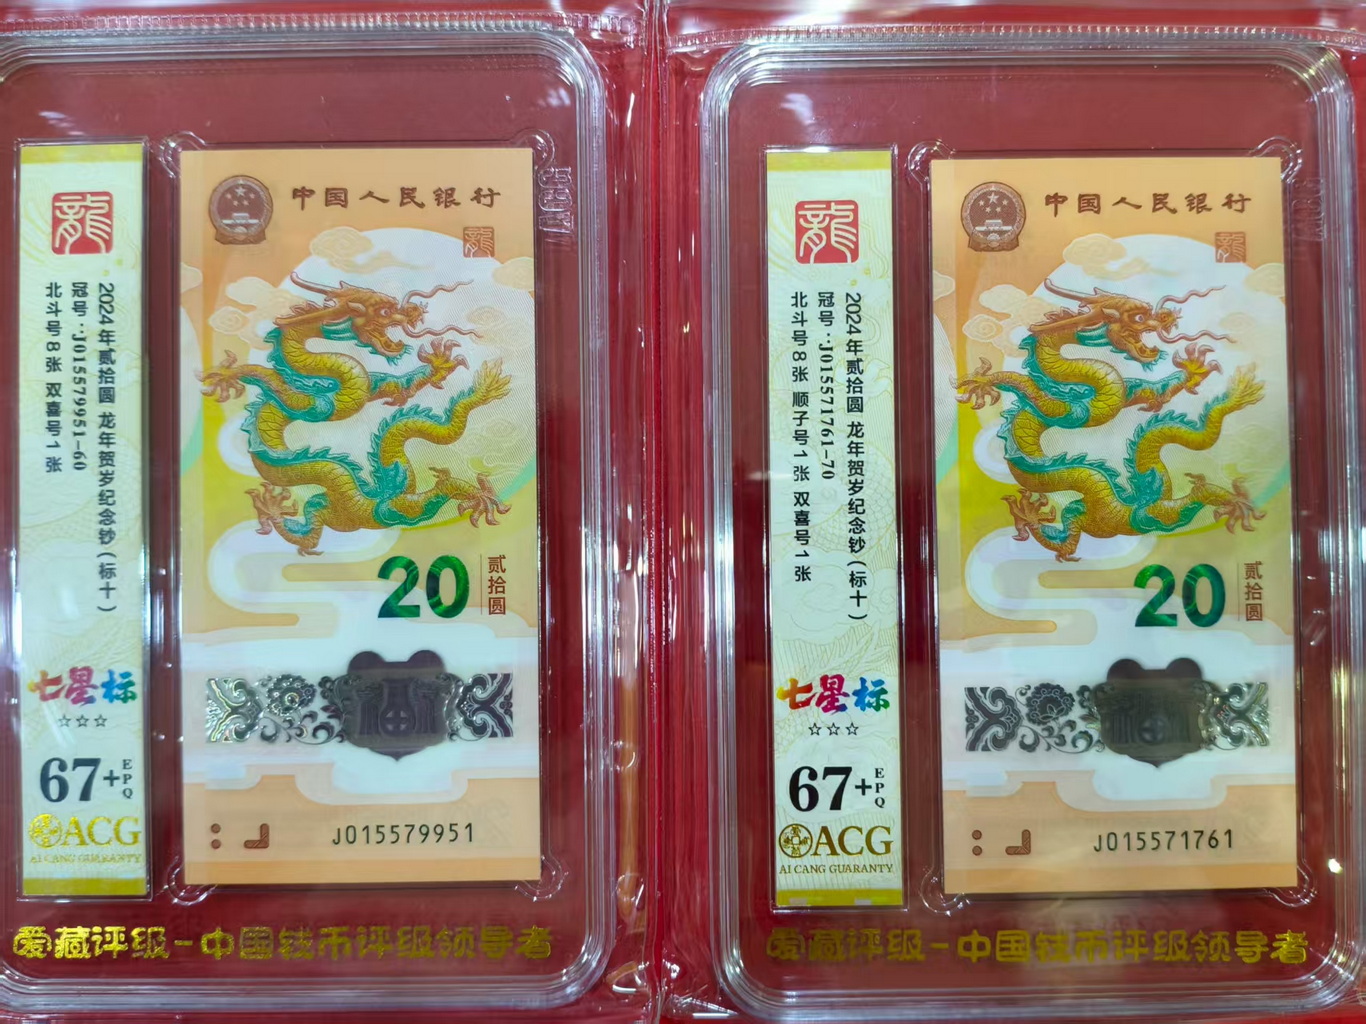 龍
2024年贰拾圆 龙年贺岁纪念钞(标十)
冠号:J015579951-60
北斗号8张 双喜号1张
七星标
☆☆☆
67+EPQ
ACG
AI CANG GUARANTY
中国人民银行
龍
20
贰拾圆
J015579951
爱藏评级-中国钱币评级领导者
龍
2024年贰拾圆 龙年贺岁纪念钞(标十)
冠号:J015571761-70
北斗号8张 顺子号1张 双喜号1张
七星标
☆☆☆
67+EPQ
ACG
AI CANG GUARANTY
中国人民银行
龍
20
贰拾圆
J015571761
爱藏评级-中国钱币评级领导者